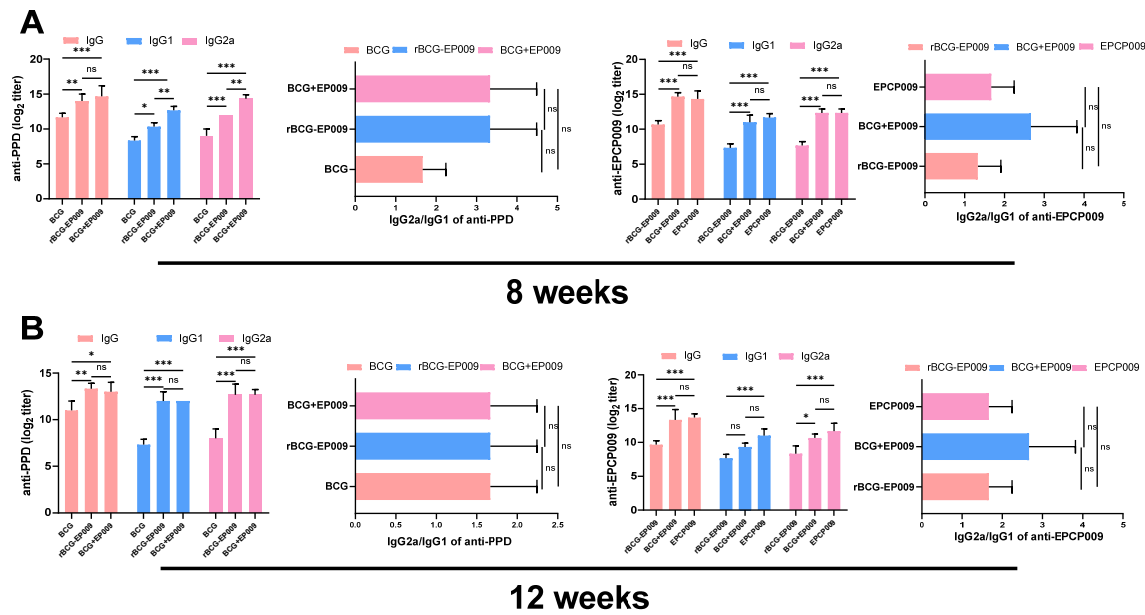 A
IgG IgG1 IgG2a
anti-PPD (log2 titer)
20
15
10
5
0
*** ** ns
*** * **
*** *** **
BCG rBCG-EP009 BCG+EP009 BCG rBCG-EP009 BCG+EP009 BCG rBCG-EP009 BCG+EP009
BCG rBCG-EP009 BCG+EP009
BCG+EP009
rBCG-EP009
BCG
ns ns ns
0 1 2 3 4 5
IgG2a/IgG1 of anti-PPD
IgG IgG1 IgG2a
anti-EPCP009 (log2 titer)
20
15
10
5
0
*** *** ns
*** *** ns
*** *** ns
rBCG-EP009 BCG+EP009 EPCP009 rBCG-EP009 BCG+EP009 EPCP009 rBCG-EP009 BCG+EP009 EPCP009
rBCG-EP009 BCG+EP009 EPCP009
EPCP009
BCG+EP009
rBCG-EP009
ns ns ns
0 1 2 3 4 5
IgG2a/IgG1 of anti-EPCP009
8 weeks
B
IgG IgG1 IgG2a
anti-PPD (log2 titer)
15
10
5
0
* ** ns
*** *** ns
*** *** ns
BCG rBCG-EP009 BCG+EP009 BCG rBCG-EP009 BCG+EP009 BCG rBCG-EP009 BCG+EP009
BCG rBCG-EP009 BCG+EP009
BCG+EP009
rBCG-EP009
BCG
ns ns ns
0.0 0.5 1.0 1.5 2.0 2.5
IgG2a/IgG1 of anti-PPD
IgG IgG1 IgG2a
anti-EPCP009 (log2 titer)
20
15
10
5
0
*** *** ns
*** ns ns
*** * ns
rBCG-EP009 BCG+EP009 EPCP009 rBCG-EP009 BCG+EP009 EPCP009 rBCG-EP009 BCG+EP009 EPCP009
rBCG-EP009 BCG+EP009 EPCP009
EPCP009
BCG+EP009
rBCG-EP009
ns ns ns
0 1 2 3 4 5
IgG2a/IgG1 of anti-EPCP009
12 weeks